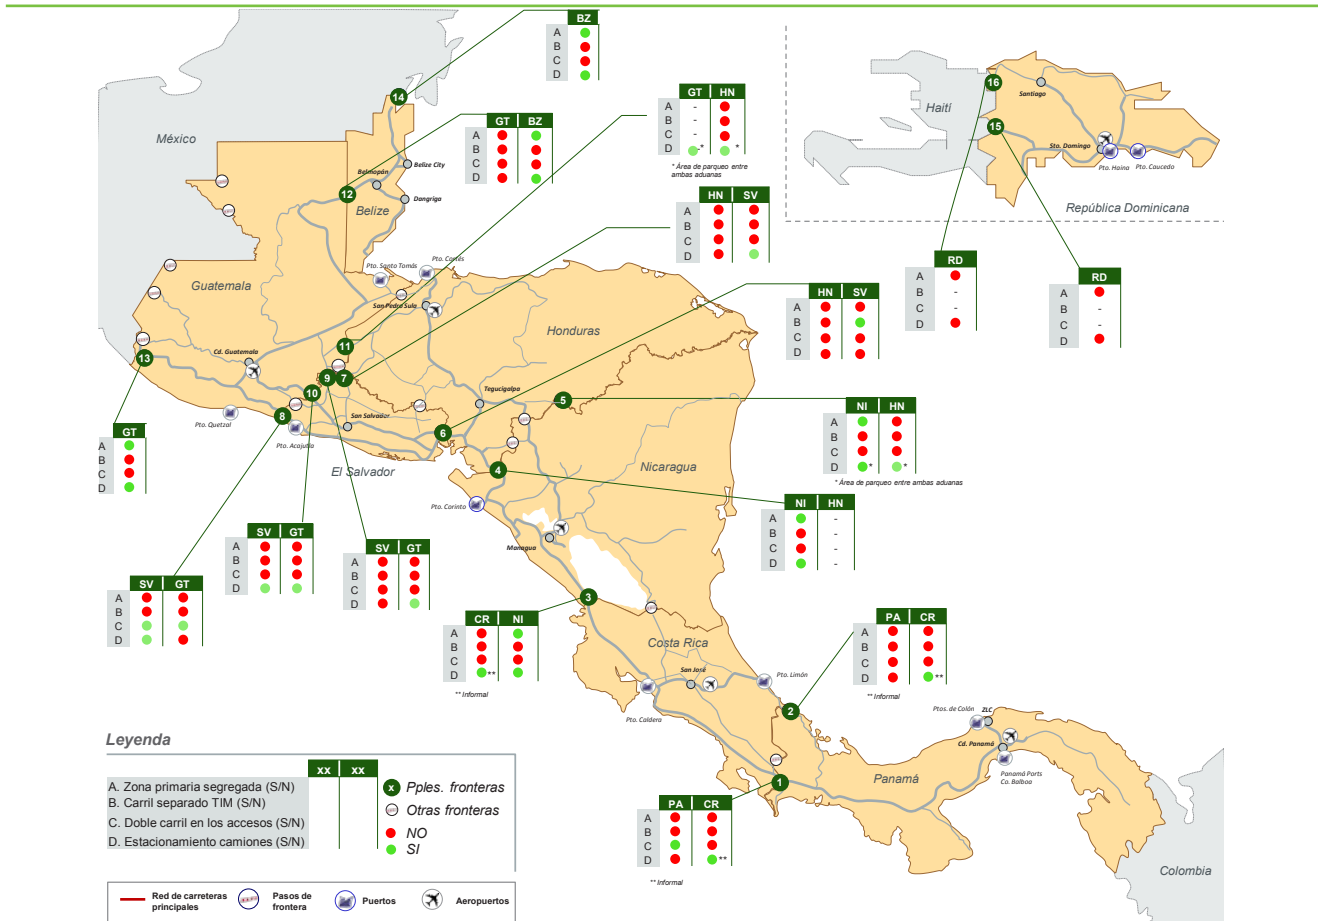 BZ
A
B
C
D
14
México
GT BZ
A
B
C
D
GT HN
A -
B -
C -
D -* *
* Área de parqueo entre
ambas aduanas
16
Santiago
Haití
15
Sto. Domingo
Pto. Haina
Pto. Caucedo
República Dominicana
Belize City
Belmopán
12
Dangriga
Belize
HN SV
A
B
C
D
RD
A
B -
C -
D
RD
A
B -
C -
D
Pto. Santo Tomás
Pto. Cortés
Guatemala
San Pedro Sula
Honduras
HN SV
A
B
C
D
11
13
Cd. Guatemala
9
7
10
Tegucigalpa
5
8
San Salvador
Pto. Quetzal
Pto. Acajutla
6
El Salvador
4
Nicaragua
NI HN
A
B
C
D * *
* Área de parqueo entre ambas aduanas
GT
A
B
C
D
Pto. Corinto
Managua
NI HN
A -
B -
C -
D -
SV GT
A
B
C
D
SV GT
A
B
C
D
SV GT
A
B
C
D
3
CR NI
A
B
C
D **
** Informal
Costa Rica
San José
Pto. Limón
Pto. Caldera
2
PA CR
A
B
C
D **
** Informal
Ptos. de Colón
ZLC
Cd. Panamá
Panamá Ports
Co. Balboa
Panamá
1
PA CR
A
B
C
D **
** Informal
Colombia
Leyenda
xx xx
A. Zona primaria segregada (S/N)
B. Carril separado TIM (S/N)
C. Doble carril en los accesos (S/N)
D. Estacionamiento camiones (S/N)
x Pples. fronteras
Otras fronteras
NO
SI
Red de carreteras
principales
Pasos de
frontera
Puertos
Aeropuertos